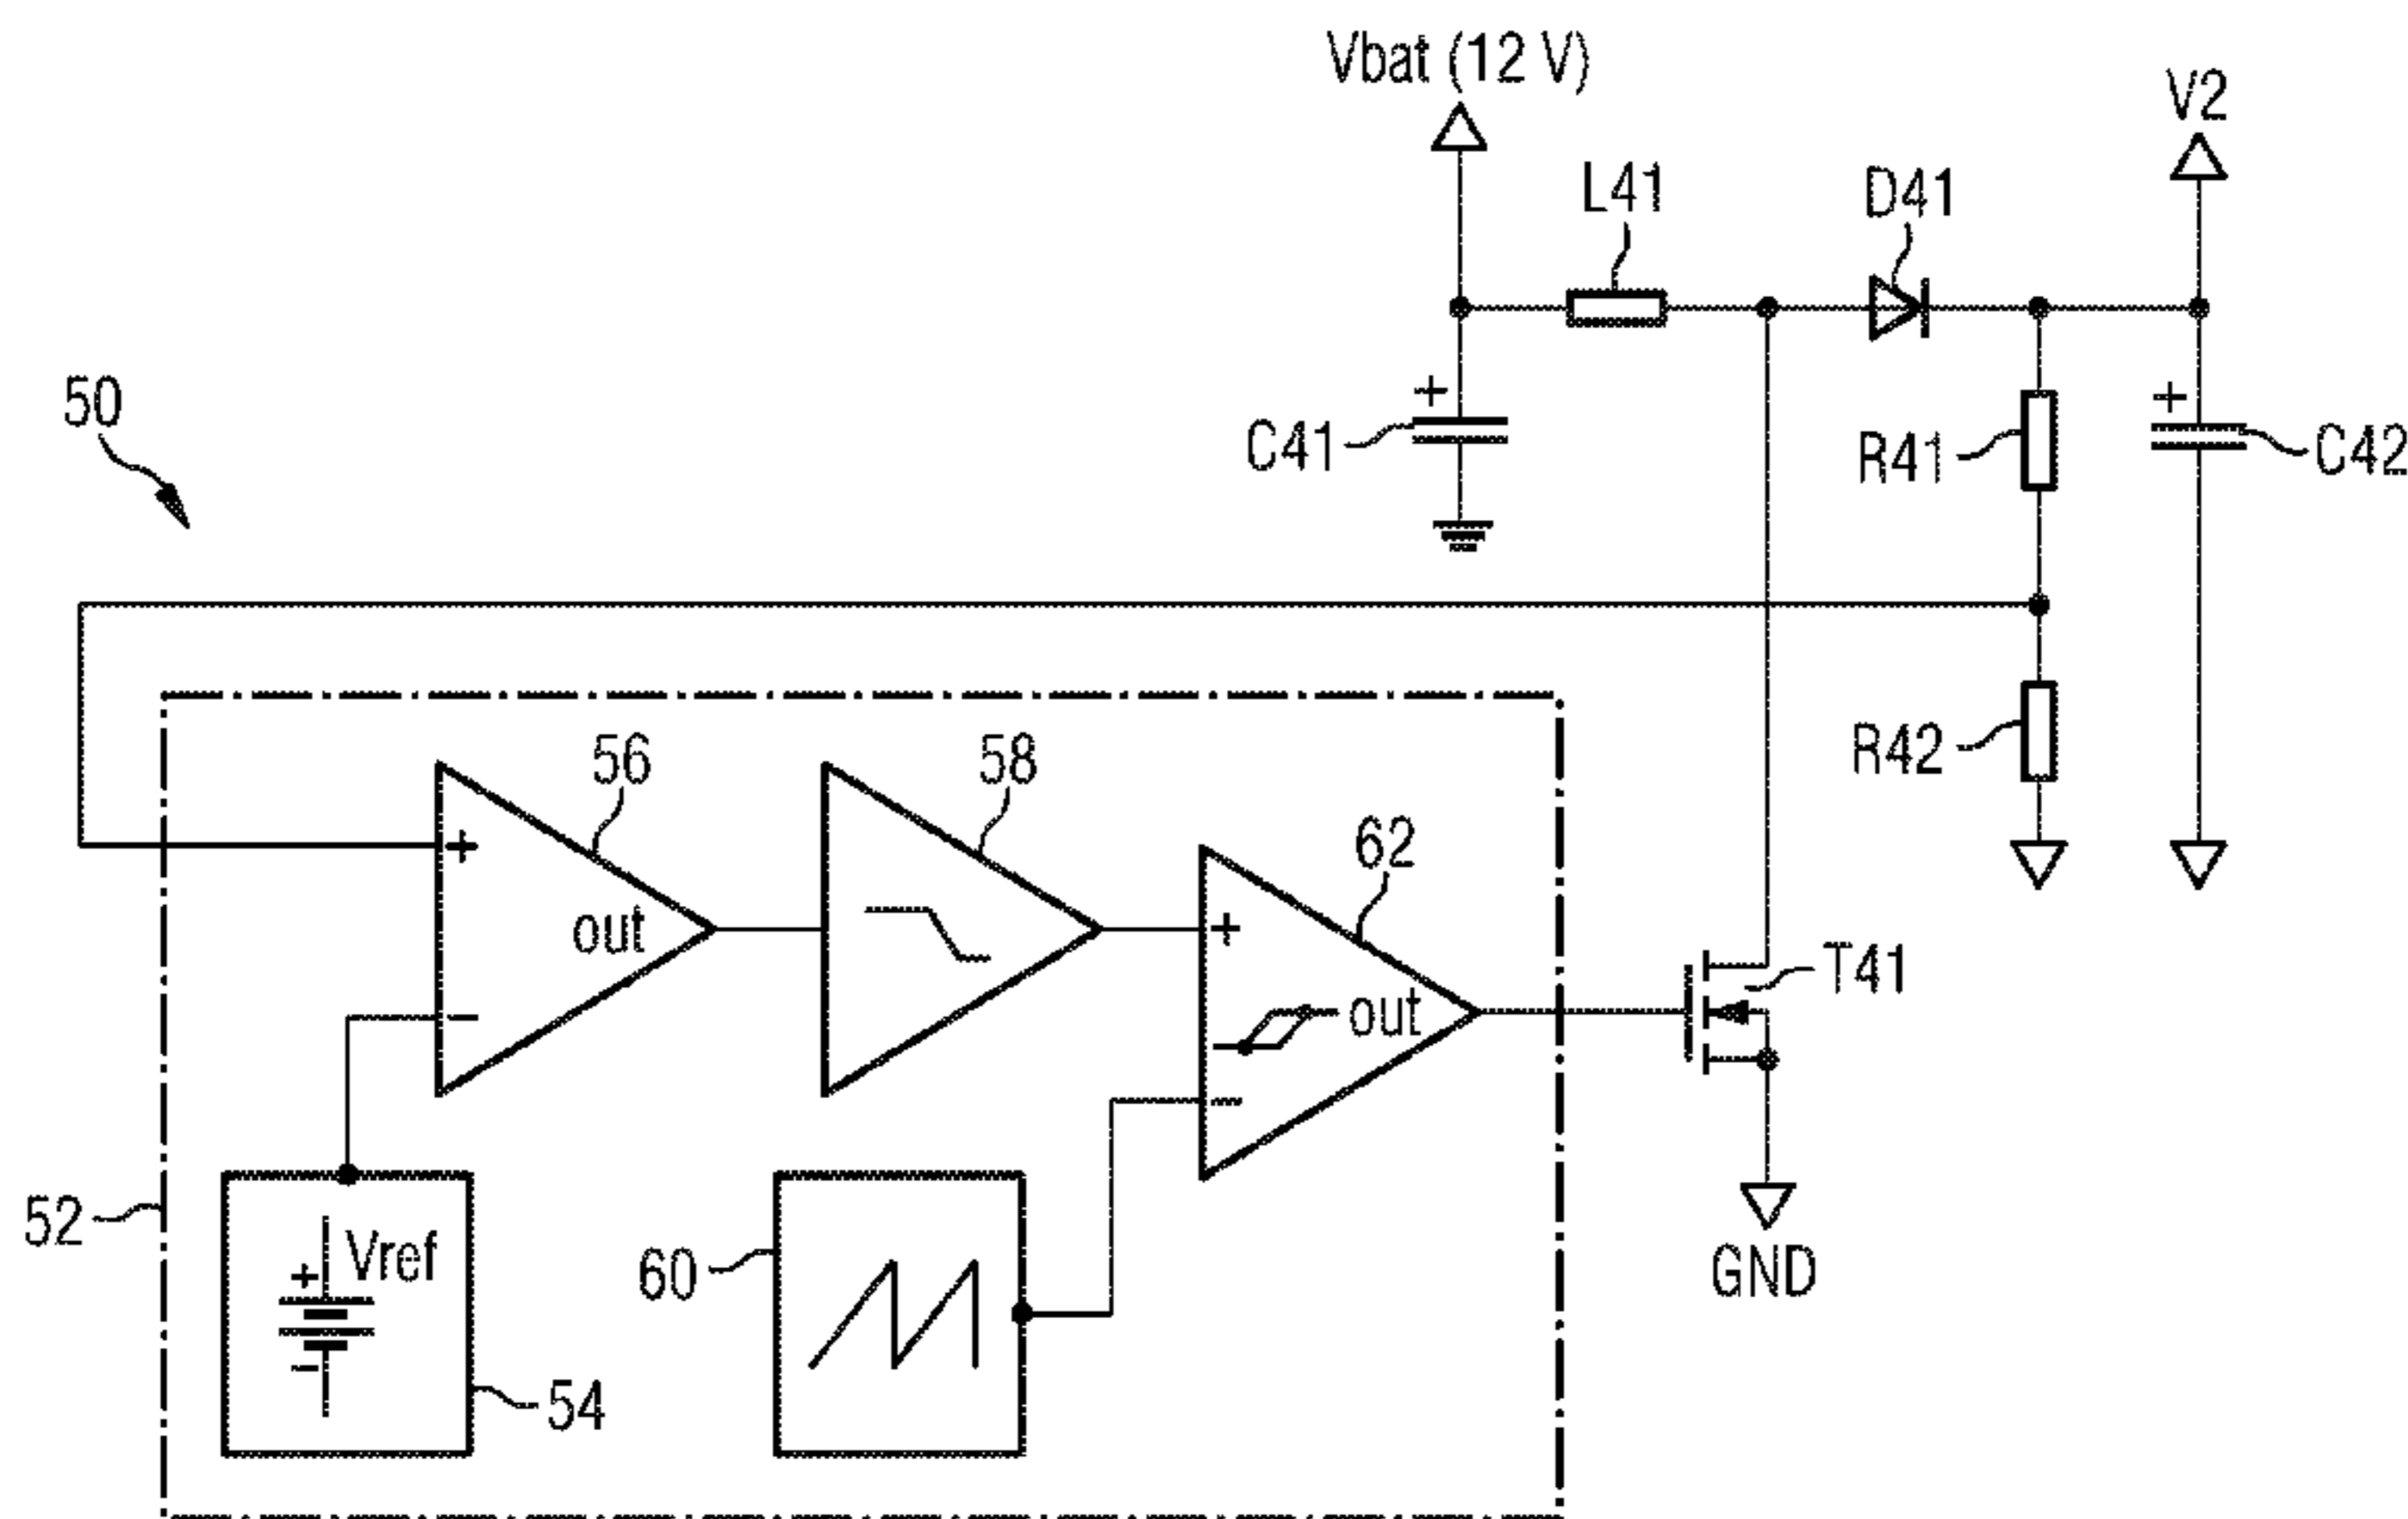 Vbat (12 V)
V2
L41
D41
50
C41
R41
C42
+
+
R42
56
58
62
+
out
−
+
out
−
T41
52
Vref
+
−
54
60
GND